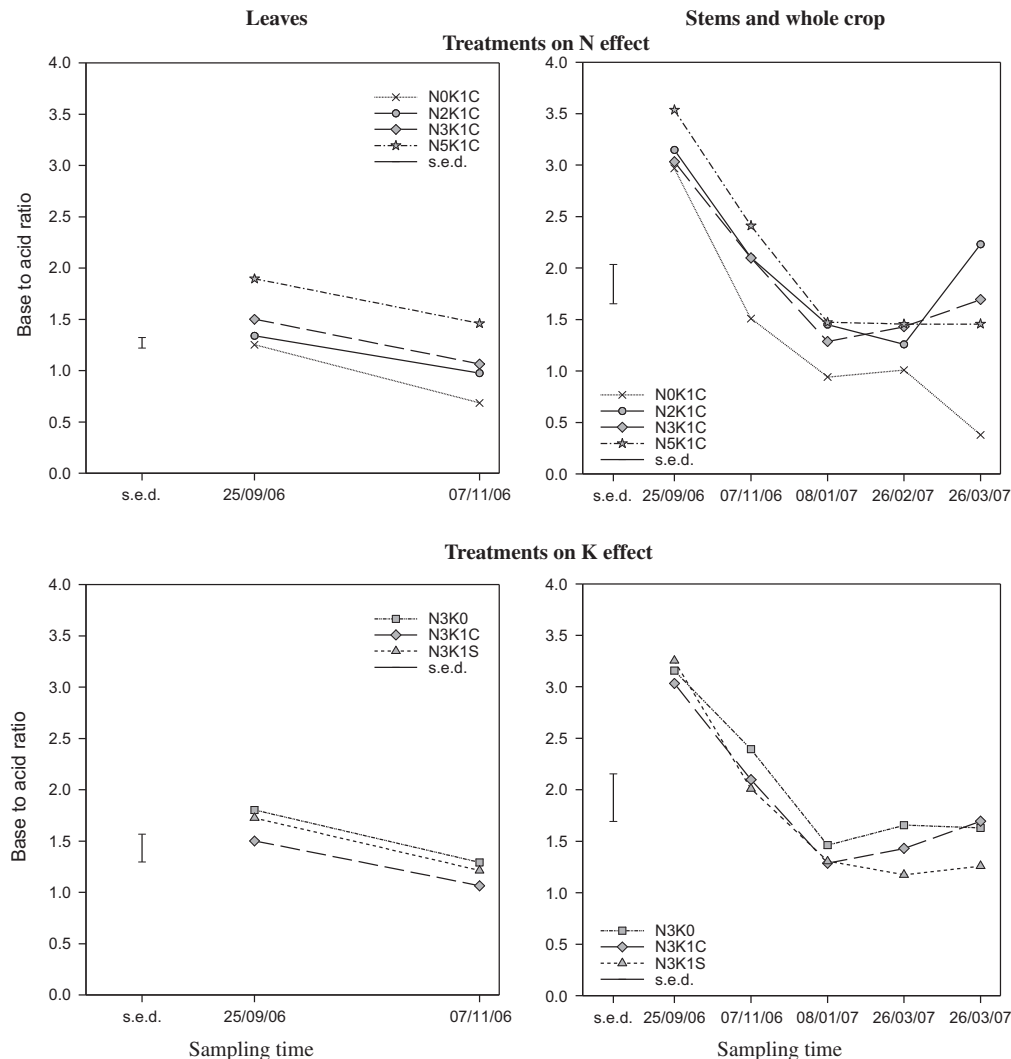 Leaves
Stems and whole crop
Treatments on N effect
4.0
3.5
3.0
2.5
2.0
1.5
1.0
0.5
0.0
Base to acid ratio
N0K1C
N2K1C
N3K1C
N5K1C
s.e.d.
s.e.d.
25/09/06
07/11/06
4.0
3.5
3.0
2.5
2.0
1.5
1.0
0.5
0.0
N0K1C
N2K1C
N3K1C
N5K1C
s.e.d.
s.e.d.
25/09/06
07/11/06
08/01/07
26/02/07
26/03/07
Treatments on K effect
4.0
3.5
3.0
2.5
2.0
1.5
1.0
0.5
0.0
Base to acid ratio
N3K0
N3K1C
N3K1S
s.e.d.
s.e.d.
25/09/06
07/11/06
Sampling time
4.0
3.5
3.0
2.5
2.0
1.5
1.0
0.5
0.0
N3K0
N3K1C
N3K1S
s.e.d.
s.e.d.
25/09/06
07/11/06
08/01/07
26/03/07
26/03/07
Sampling time